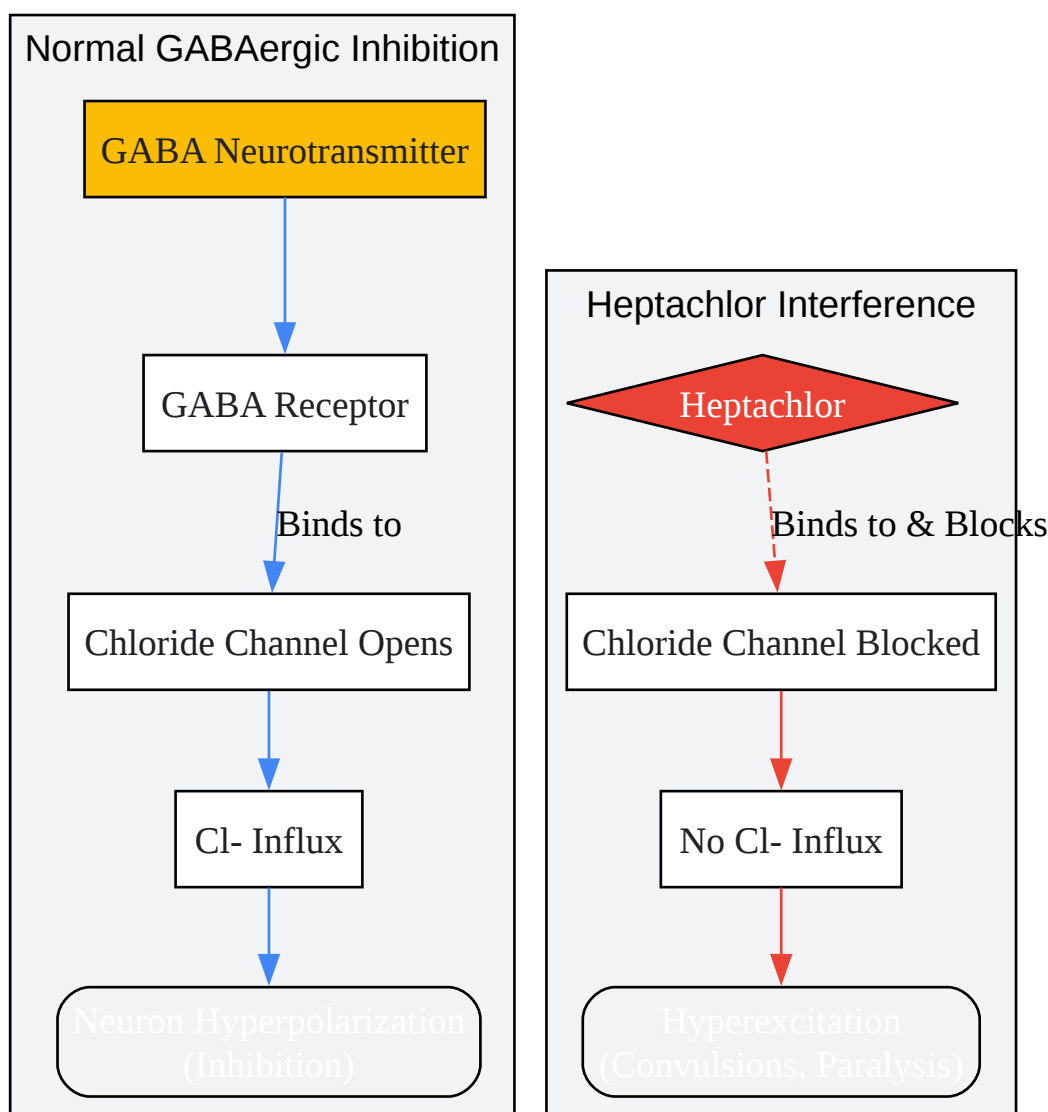 Normal GABAergic Inhibition
GABA Neurotransmitter
GABA Receptor
Binds to
Chloride Channel Opens
Cl- Influx
Neuron Hyperpolarization
(Inhibition)
Heptachlor Interference
Heptachlor
Binds to & Blocks
Chloride Channel Blocked
No Cl- Influx
Hyperexcitation
(Convulsions, Paralysis)